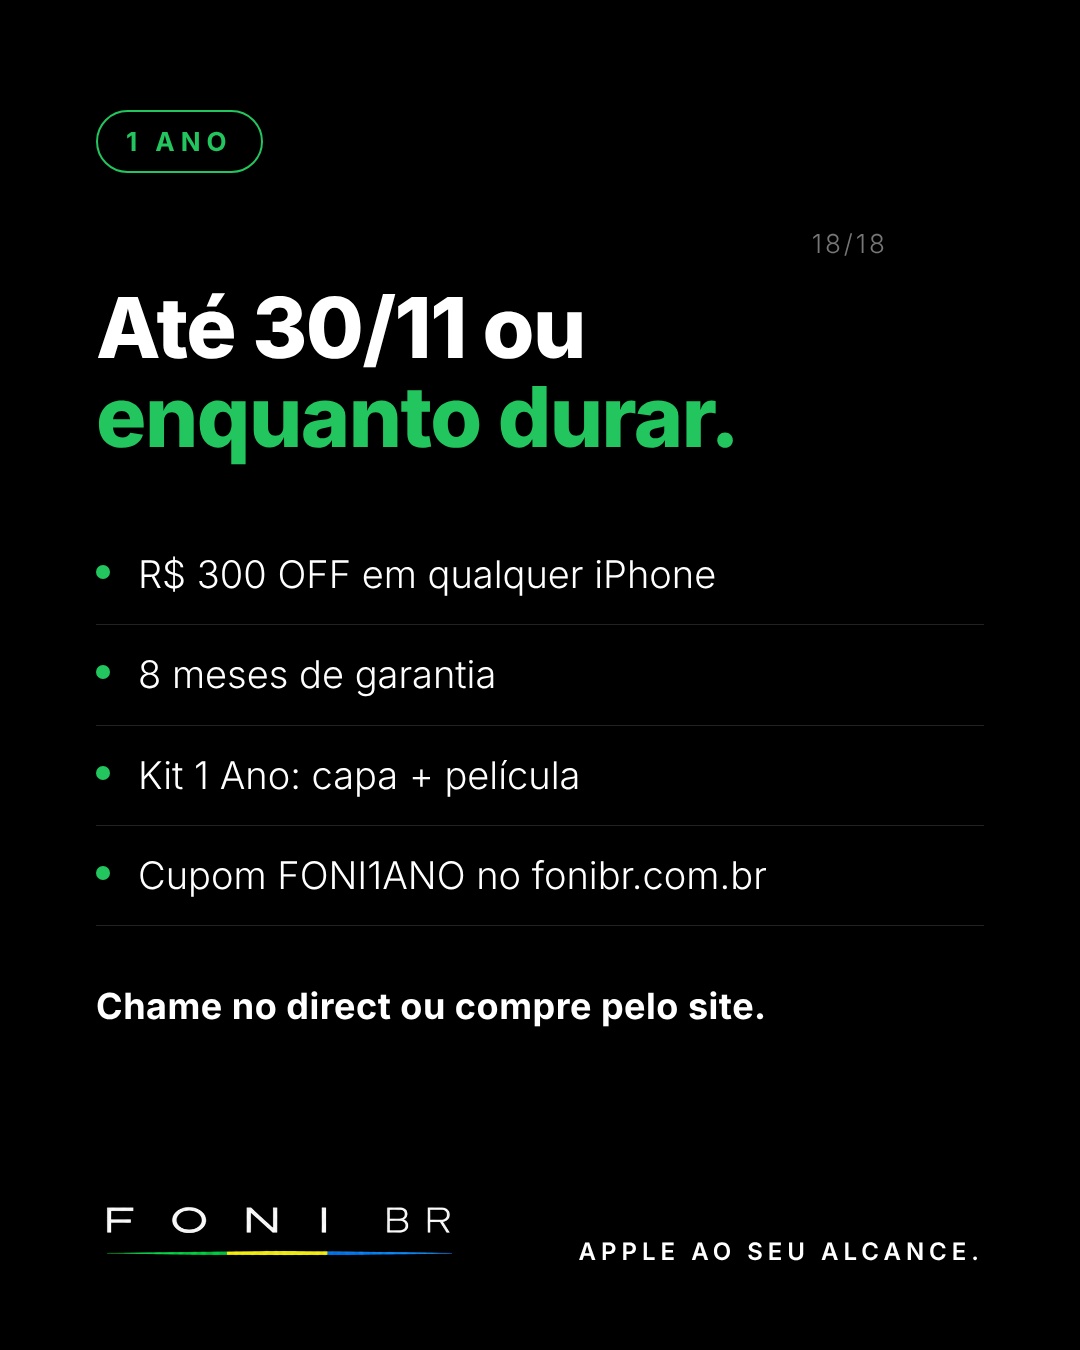 1 ANO
18/18
Até 30/11 ou
enquanto durar.
R$ 300 OFF em qualquer iPhone
8 meses de garantia
Kit 1 Ano: capa + película
Cupom FONI1ANO no fonibr.com.br
Chame no direct ou compre pelo site.
FONI BR
APPLE AO SEU ALCANCE.